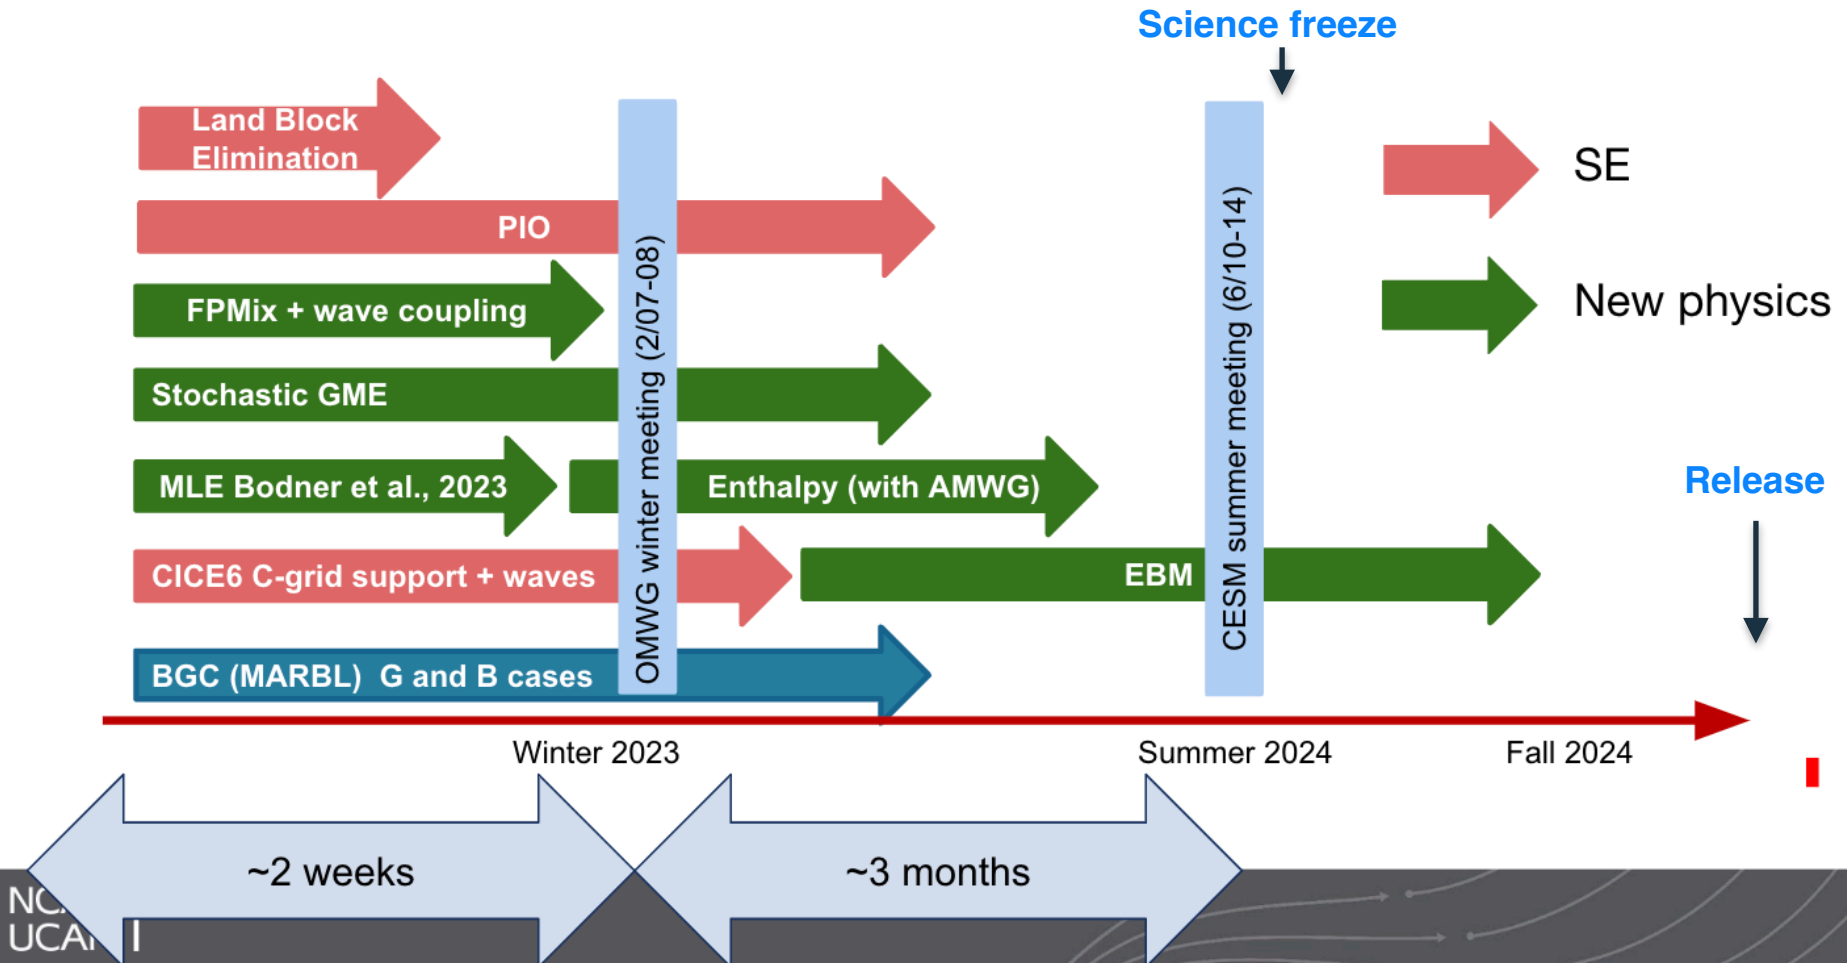 Science freeze
Land Block
Elimination
SE
PIO
FPMix + wave coupling
New physics
Stochastic GME
MLE Bodner et al., 2023
Enthalpy (with AMWG)
Release
CICE6 C-grid support + waves
EBM
BGC (MARBL)  G and B cases
OMWG winter meeting (2/07-08)
CESM summer meeting (6/10-14)
Winter 2023
Summer 2024
Fall 2024
~2 weeks
~3 months